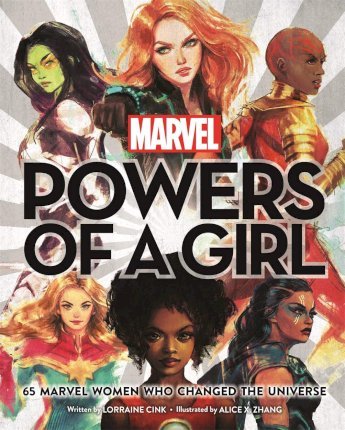 MARVEL
POWERS
OF A GIRL
65 MARVEL WOMEN WHO CHANGED THE UNIVERSE
Written by LORRAINE CINK • Illustrated by ALICE X. ZHANG